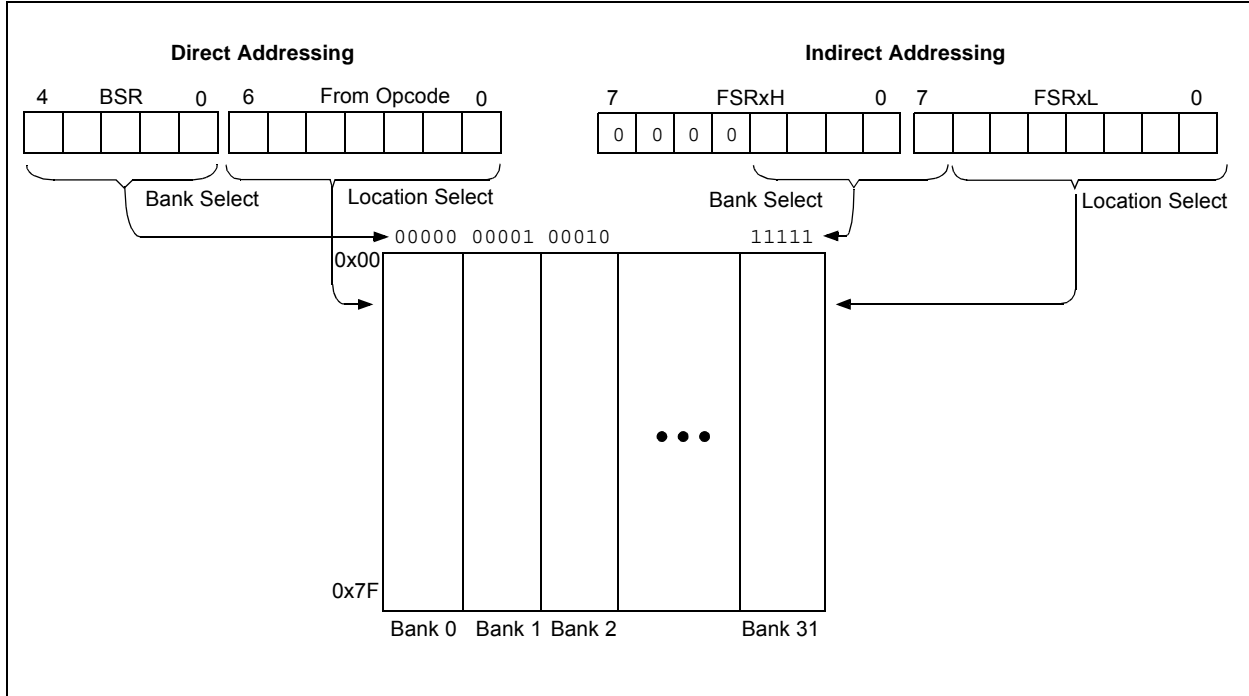 Direct Addressing
Indirect Addressing
4 BSR 0 6 From Opcode 0
7 FSRxH 0 7 FSRxL 0
0 0 0 0
Bank Select
Location Select
Bank Select
Location Select
00000 00001 00010 11111
0x00
0x7F
Bank 0 Bank 1 Bank 2 Bank 31